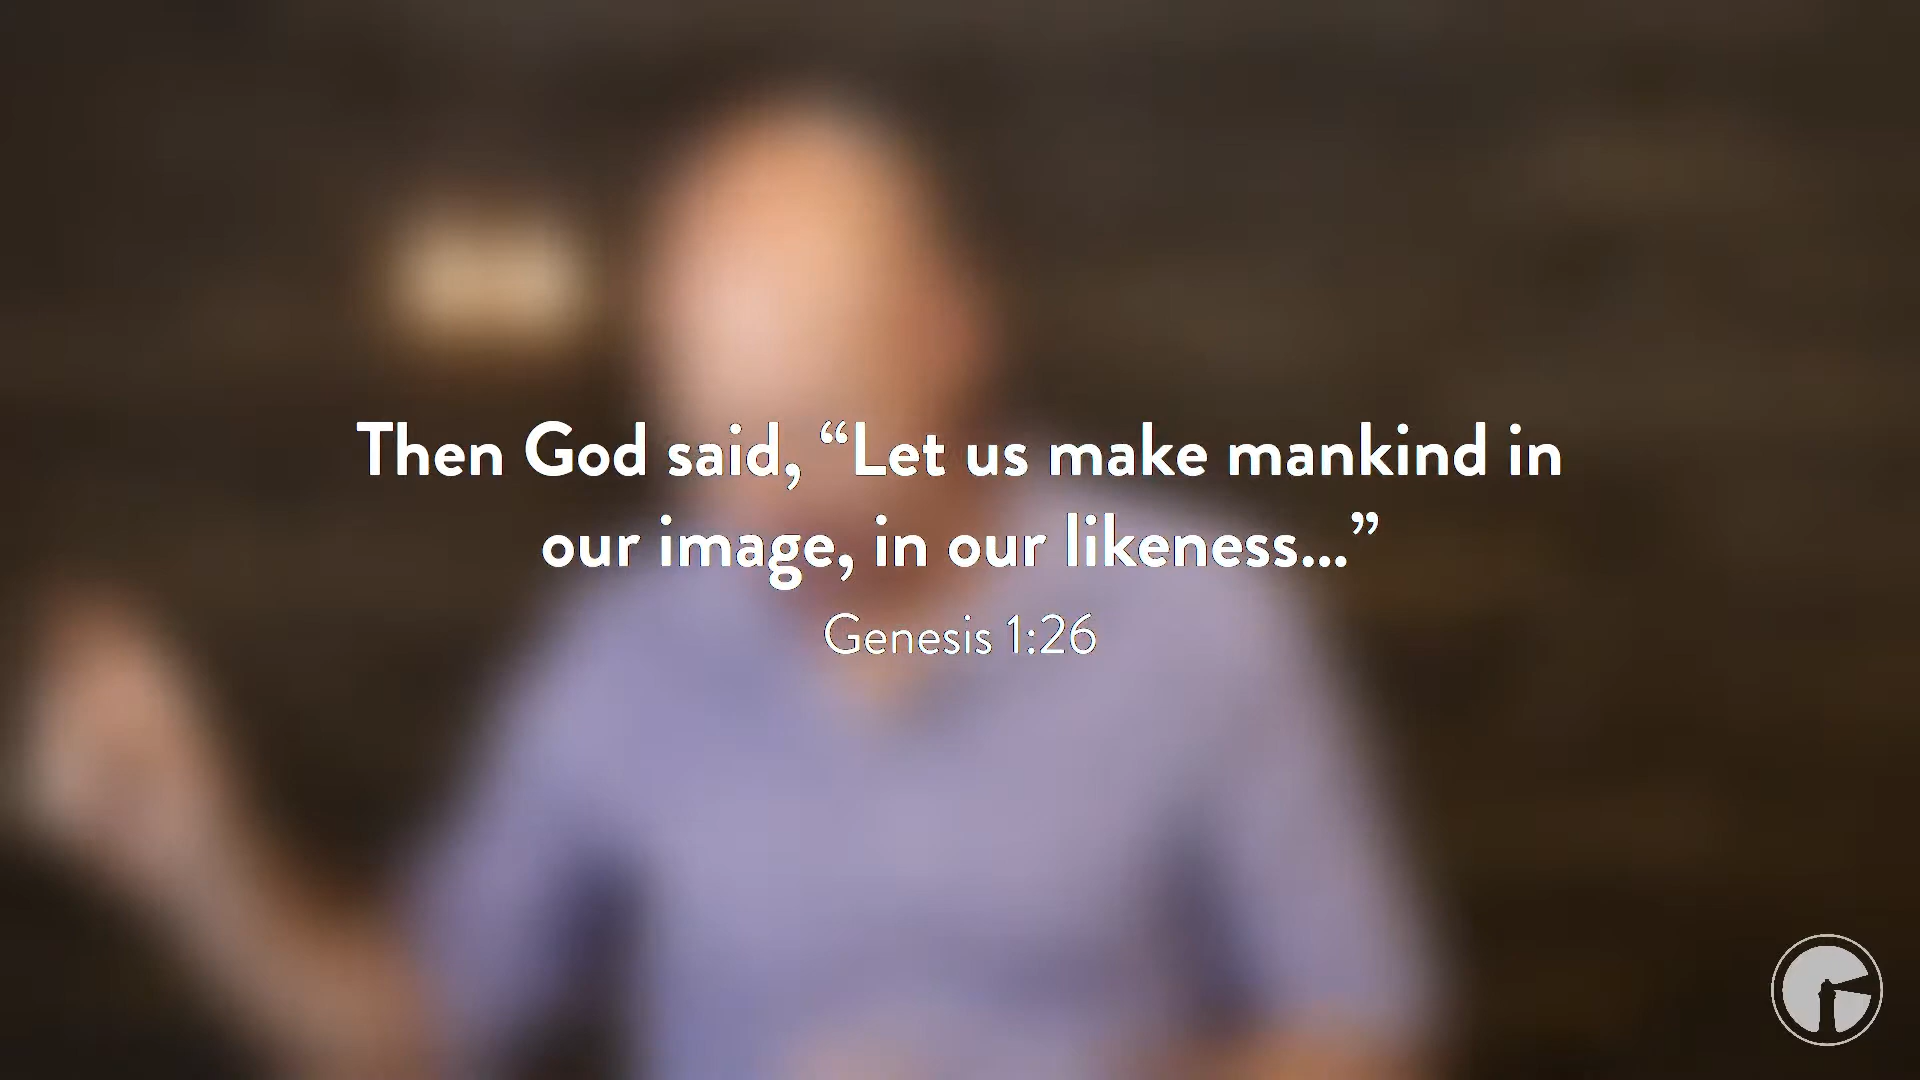 Then God said, “Let us make mankind in
our image, in our likeness...”
Genesis 1:26